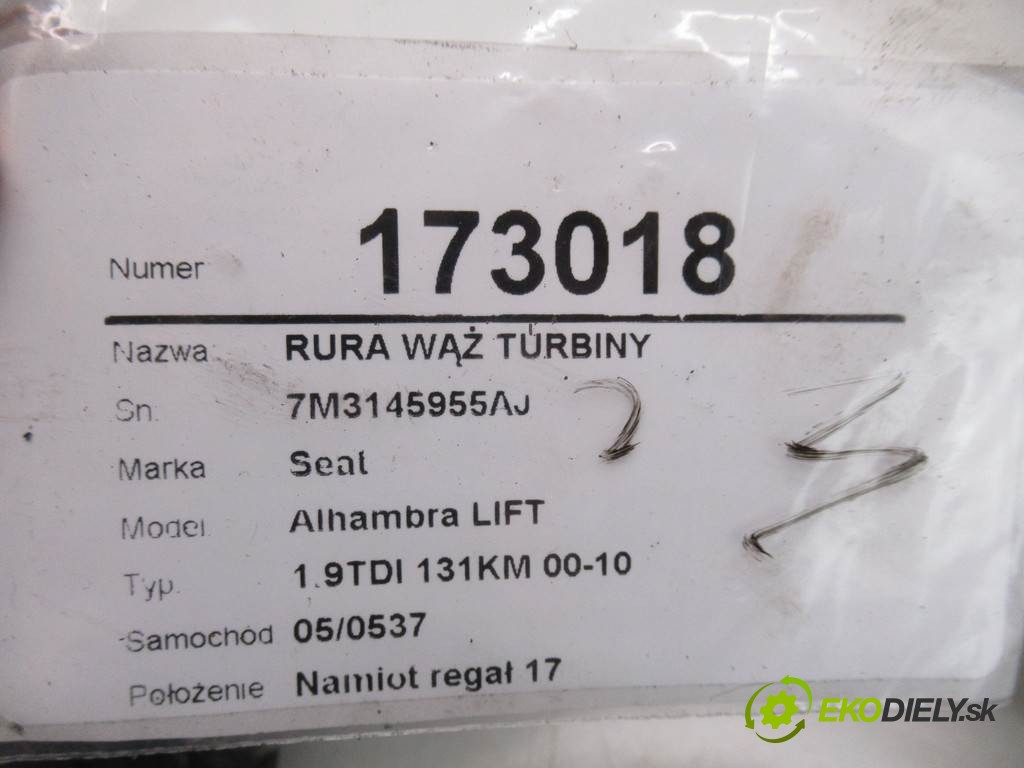 Numer 173018
Nazwa: RURA WĄŻ TURBINY
Sn. 7M3145955AJ
Marka Seat
Model Alhambra LIFT
Typ. 1.9TDI 131KM 00-10
Samochód 05/0537
Położenie Namiot regał 17
EKODIELY.sk